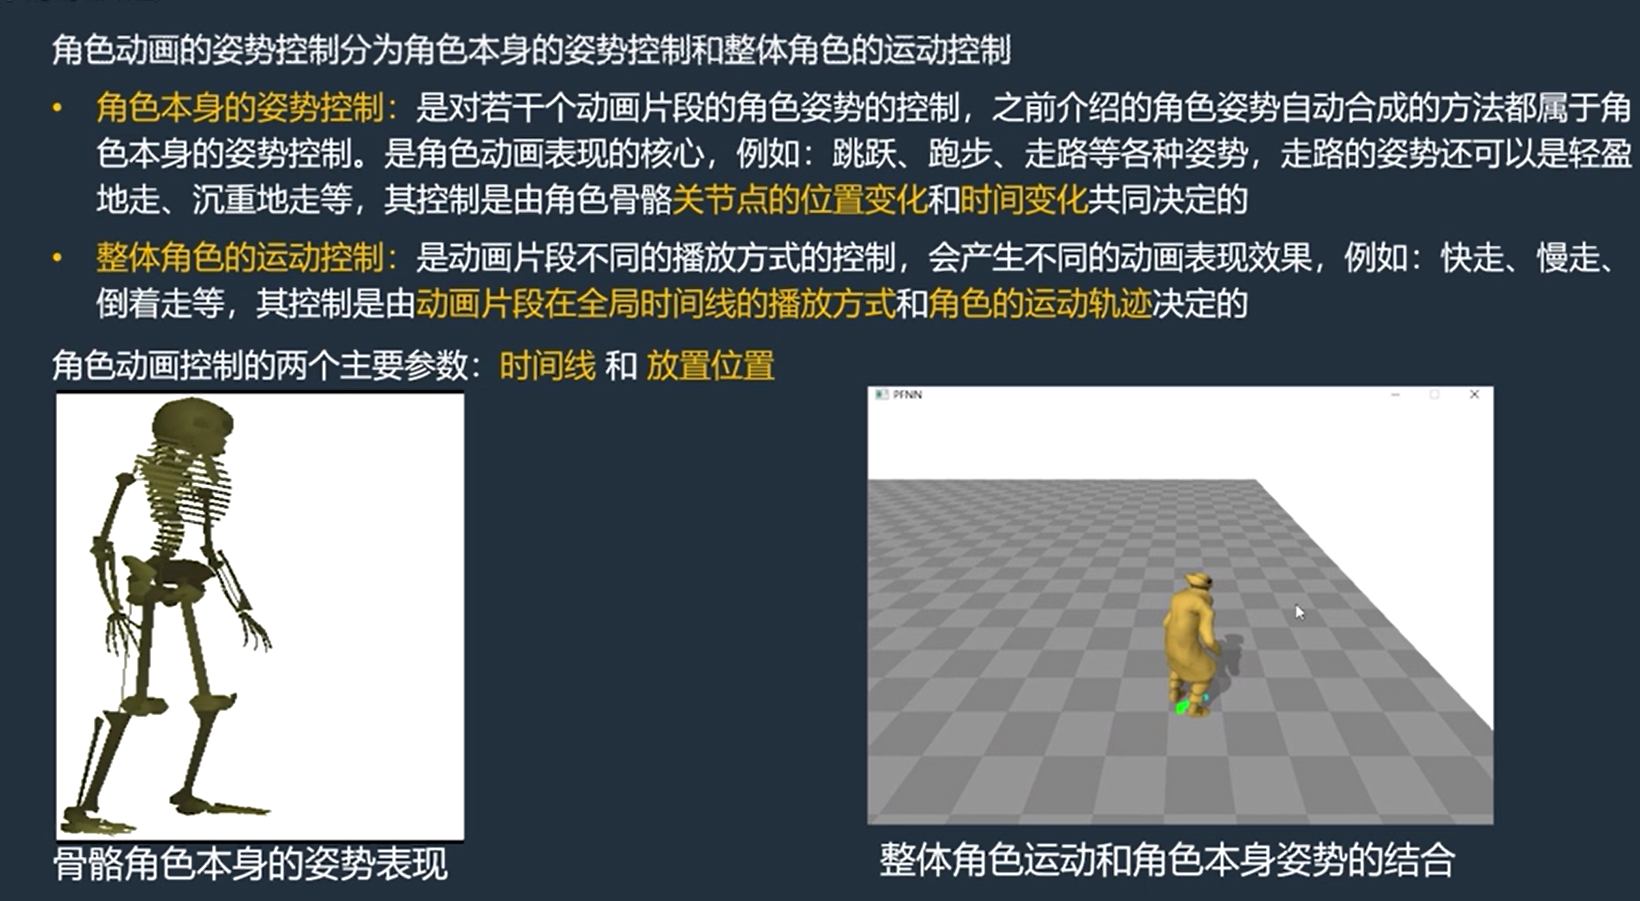 角色动画的姿势控制分为角色本身的姿势控制和整体角色的运动控制
• 角色本身的姿势控制：是对若干个动画片段的角色姿势的控制，之前介绍的角色姿势自动合成的方法都属于角
色本身的姿势控制。是角色动画表现的核心，例如：跳跃、跑步、走路等各种姿势，走路的姿势还可以是轻盈
地走、沉重地走等，其控制是由角色骨骼关节点的位置变化和时间变化共同决定的
• 整体角色的运动控制：是动画片段不同的播放方式的控制，会产生不同的动画表现效果，例如：快走、慢走、
倒着走等，其控制是由动画片段在全局时间线的播放方式和角色的运动轨迹决定的
角色动画控制的两个主要参数：时间线 和 放置位置
PFNN
骨骼角色本身的姿势表现
整体角色运动和角色本身姿势的结合